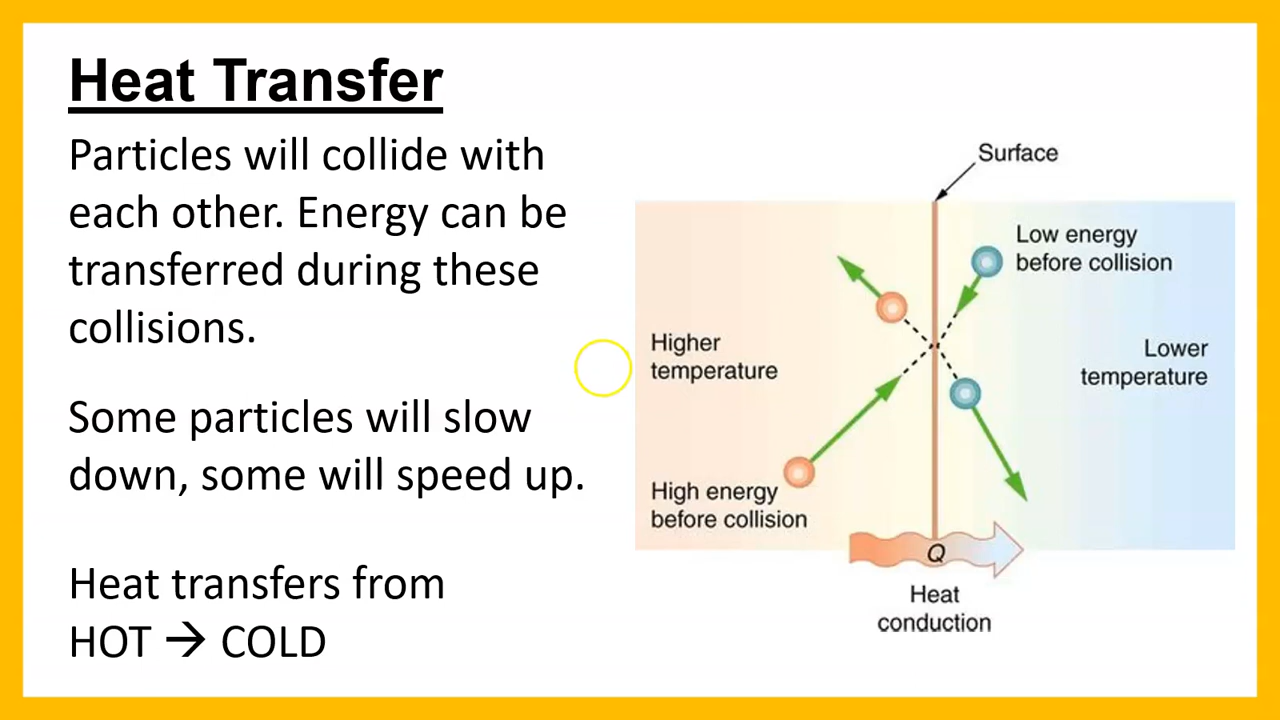 Heat Transfer
Particles will collide with
each other. Energy can be
transferred during these
collisions.
Some particles will slow
down, some will speed up.
Heat transfers from
HOT → COLD
Surface
Low energy
before collision
Higher
temperature
Lower
temperature
High energy
before collision
Q
Heat
conduction